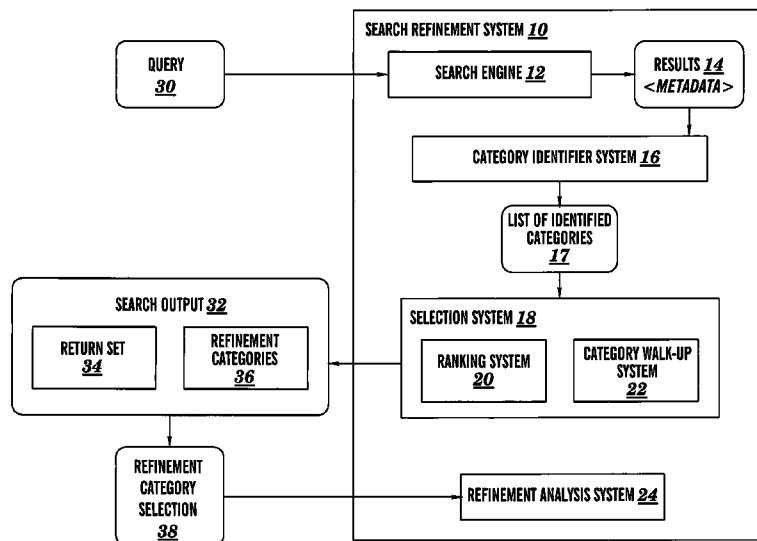 SEARCH REFINEMENT SYSTEM 10
QUERY
30
SEARCH ENGINE 12
RESULTS 14
<METADATA>
CATEGORY IDENTIFIER SYSTEM 16
LIST OF IDENTIFIED
CATEGORIES
17
SEARCH OUTPUT 32
RETURN SET
34
REFINEMENT
CATEGORIES
36
SELECTION SYSTEM 18
RANKING SYSTEM
20
CATEGORY WALK-UP
SYSTEM
22
REFINEMENT
CATEGORY
SELECTION
38
REFINEMENT ANALYSIS SYSTEM 24